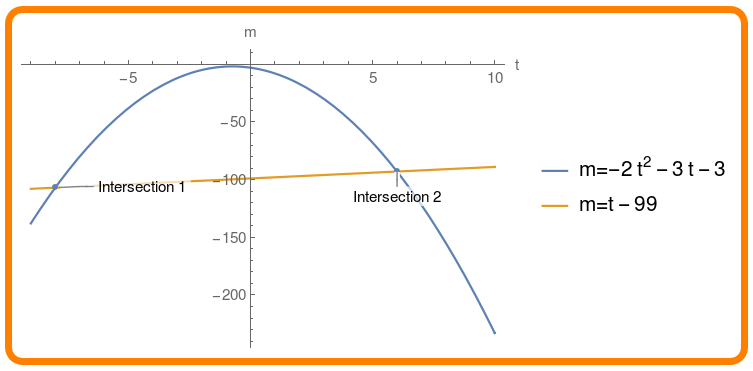 m
t
−5
5
10
−50
−100
−150
−200
Intersection 1
Intersection 2
m=−2 t² − 3 t − 3
m=t − 99